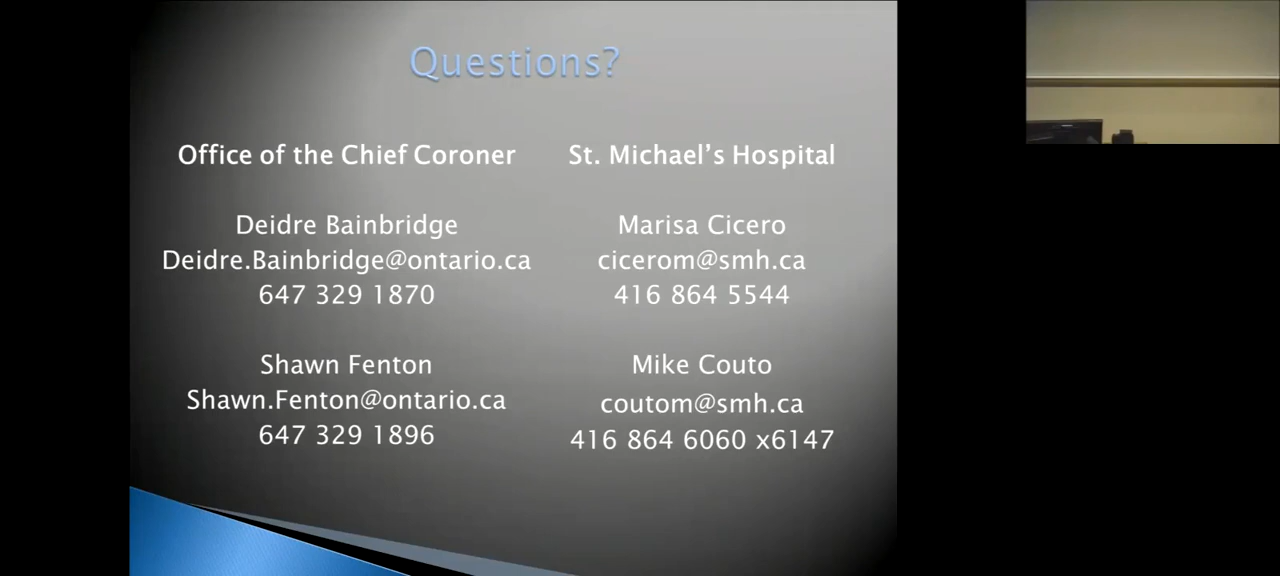 Questions?
Office of the Chief Coroner
Deidre Bainbridge
Deidre.Bainbridge@ontario.ca
647 329 1870
Shawn Fenton
Shawn.Fenton@ontario.ca
647 329 1896
St. Michael's Hospital
Marisa Cicero
cicerom@smh.ca
416 864 5544
Mike Couto
coutom@smh.ca
416 864 6060 x6147